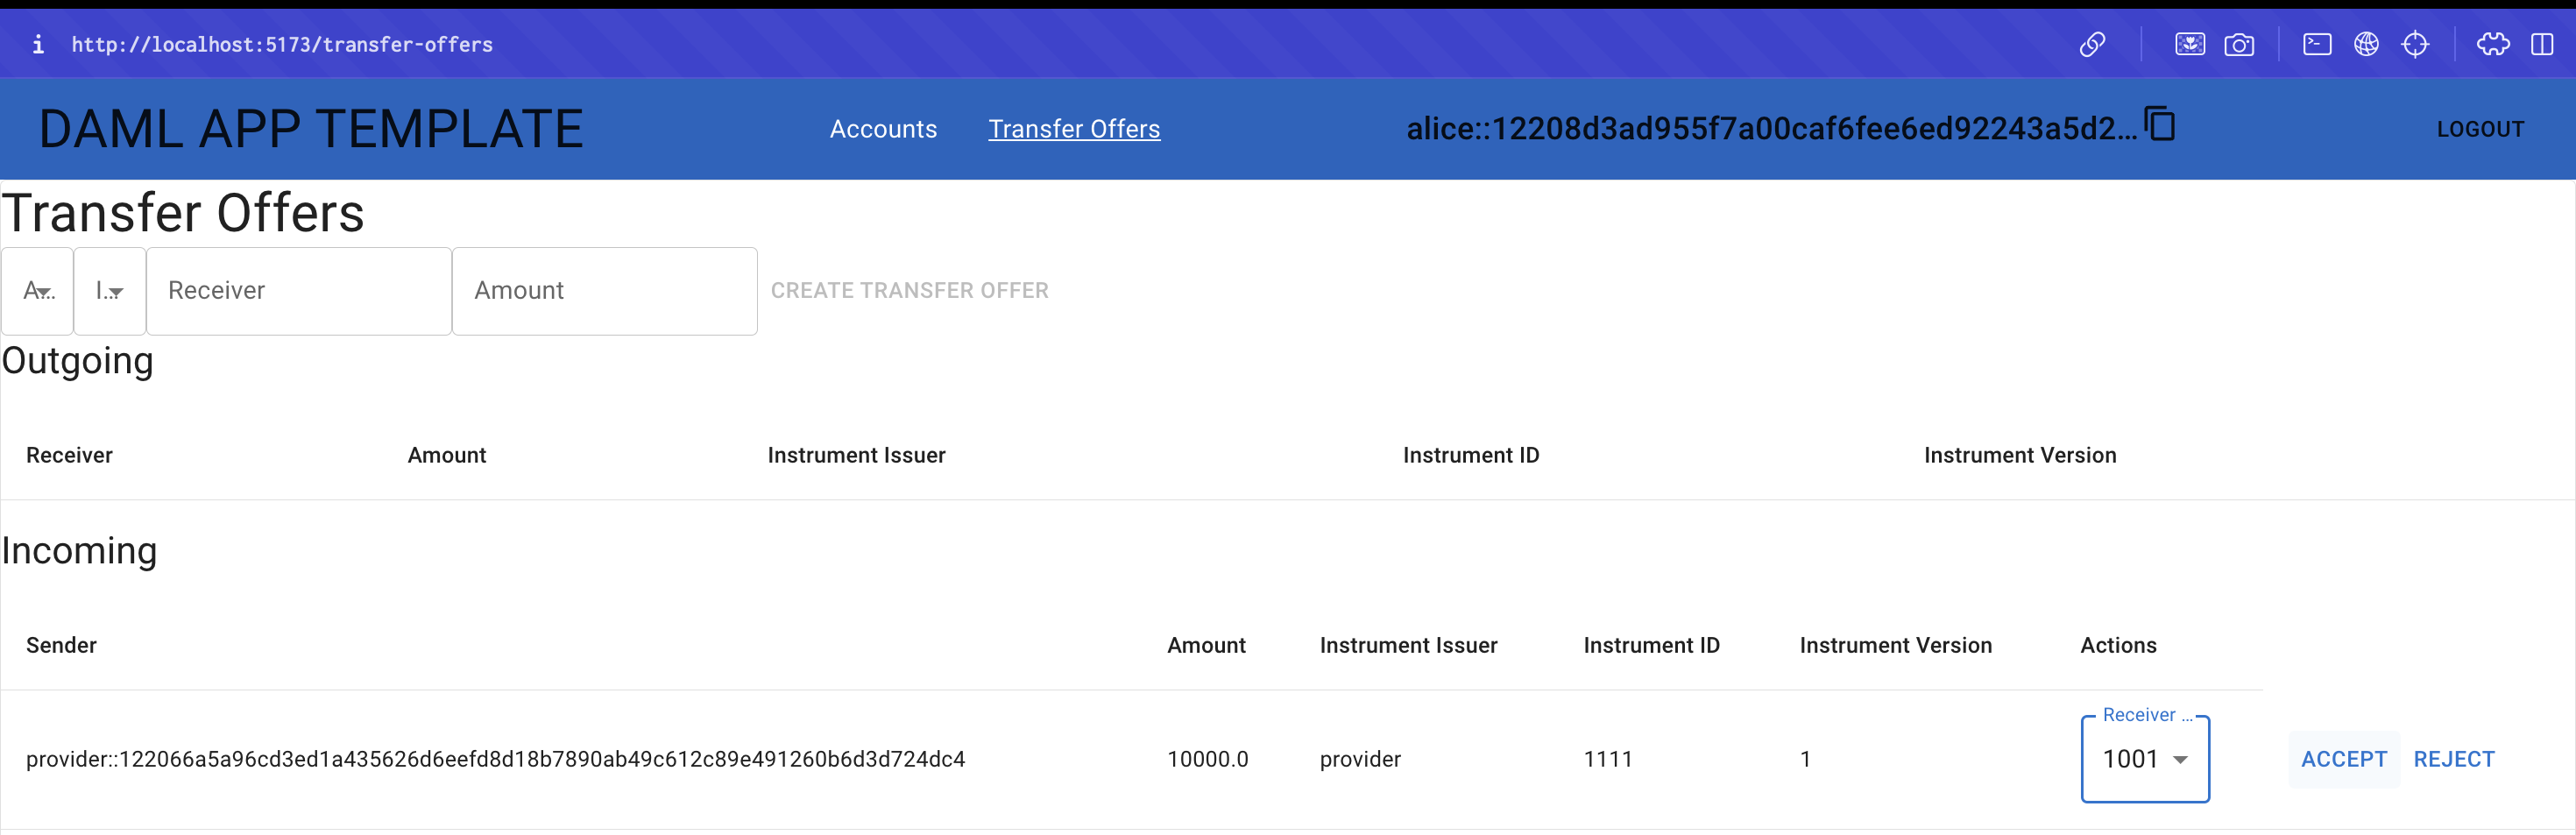 http://localhost:5173/transfer-offers
DAML APP TEMPLATE
Accounts
Transfer Offers
alice::12208d3ad955f7a00caf6fee6ed92243a5d2...
LOGOUT
Transfer Offers
A...
I...
Receiver
Amount
CREATE TRANSFER OFFER
Outgoing
Receiver Amount Instrument Issuer Instrument ID Instrument Version
Incoming
Sender Amount Instrument Issuer Instrument ID Instrument Version Actions
Receiver ...
provider::122066a5a96cd3ed1a435626d6eefd8d18b7890ab49c612c89e491260b6d3d724dc4 10000.0 provider 1111 1 1001 ACCEPT REJECT